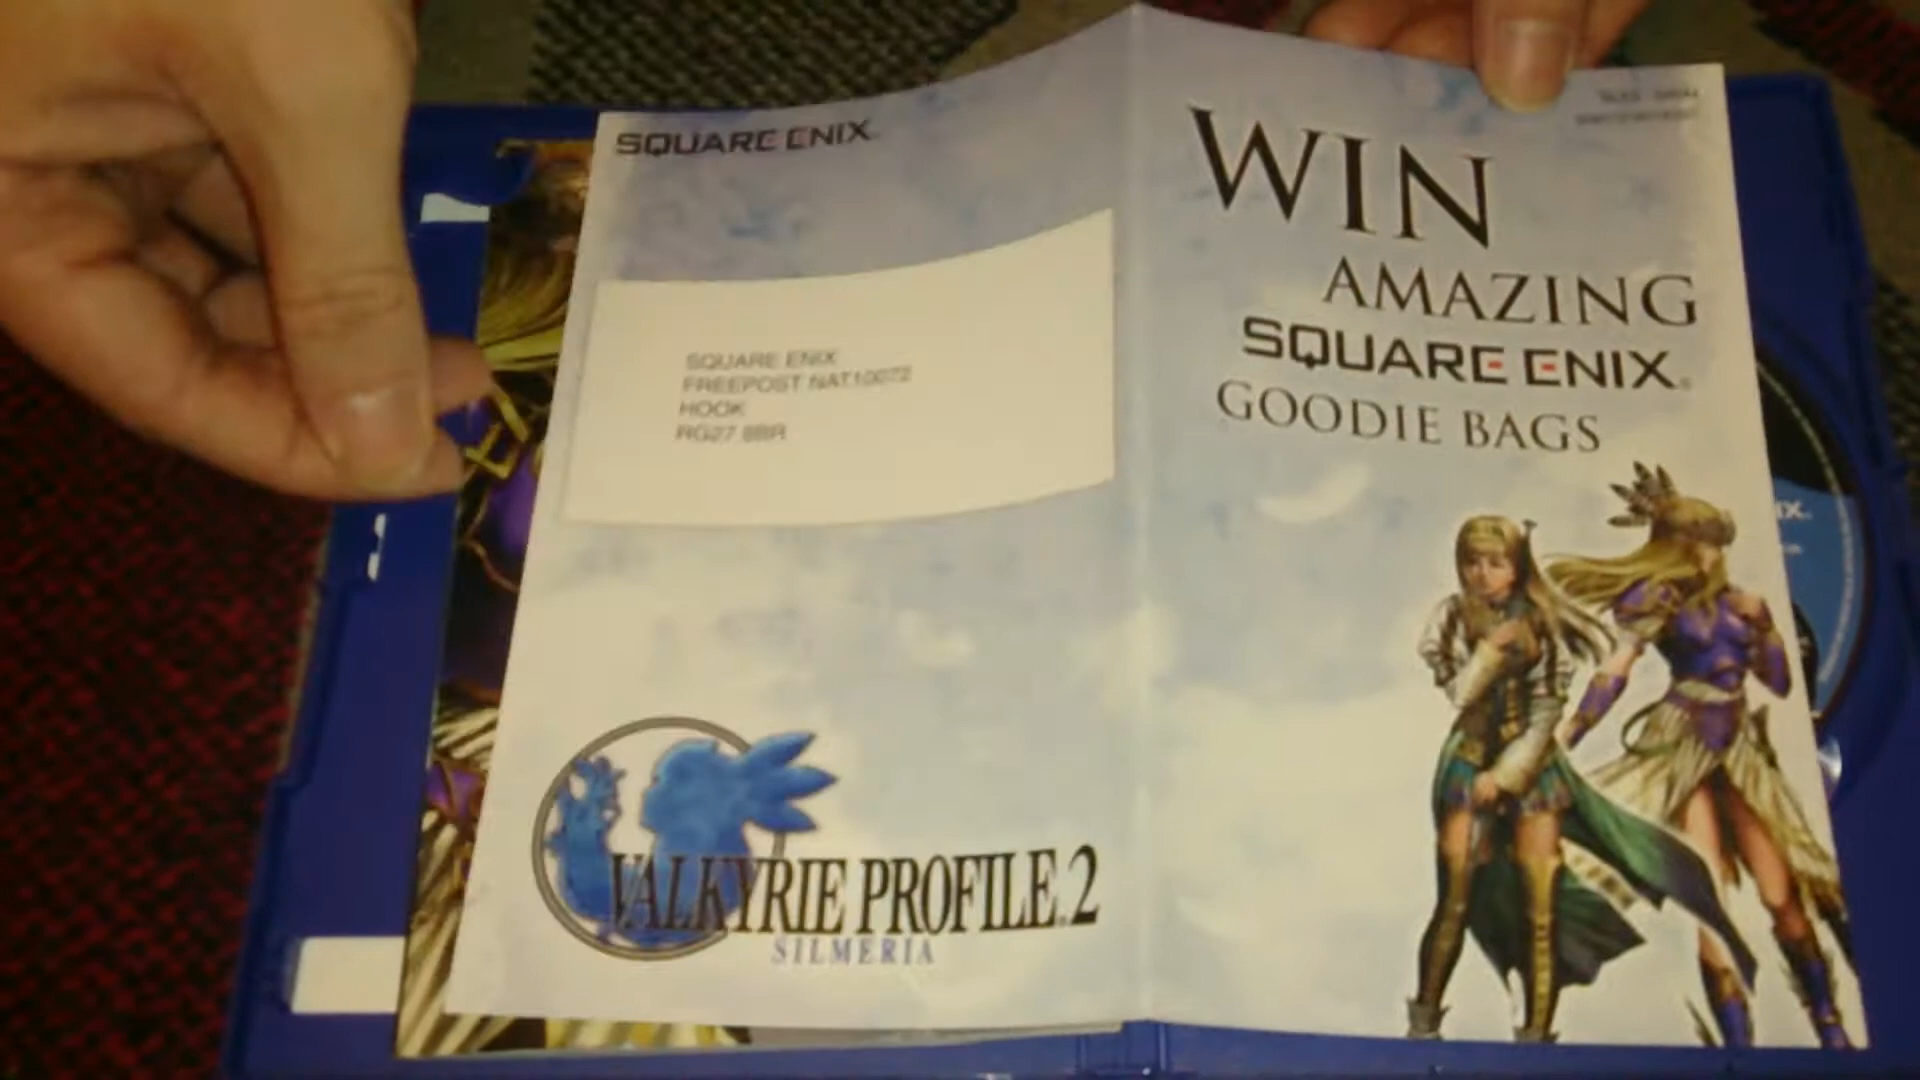 SQUARE ENIX
SQUARE ENIX
FREEPOST NAT10072
HOOK
RG27 8BR
VALKYRIE PROFILE 2
SILMERIA
WIN
AMAZING
SQUARE ENIX
GOODIE BAGS
IX.